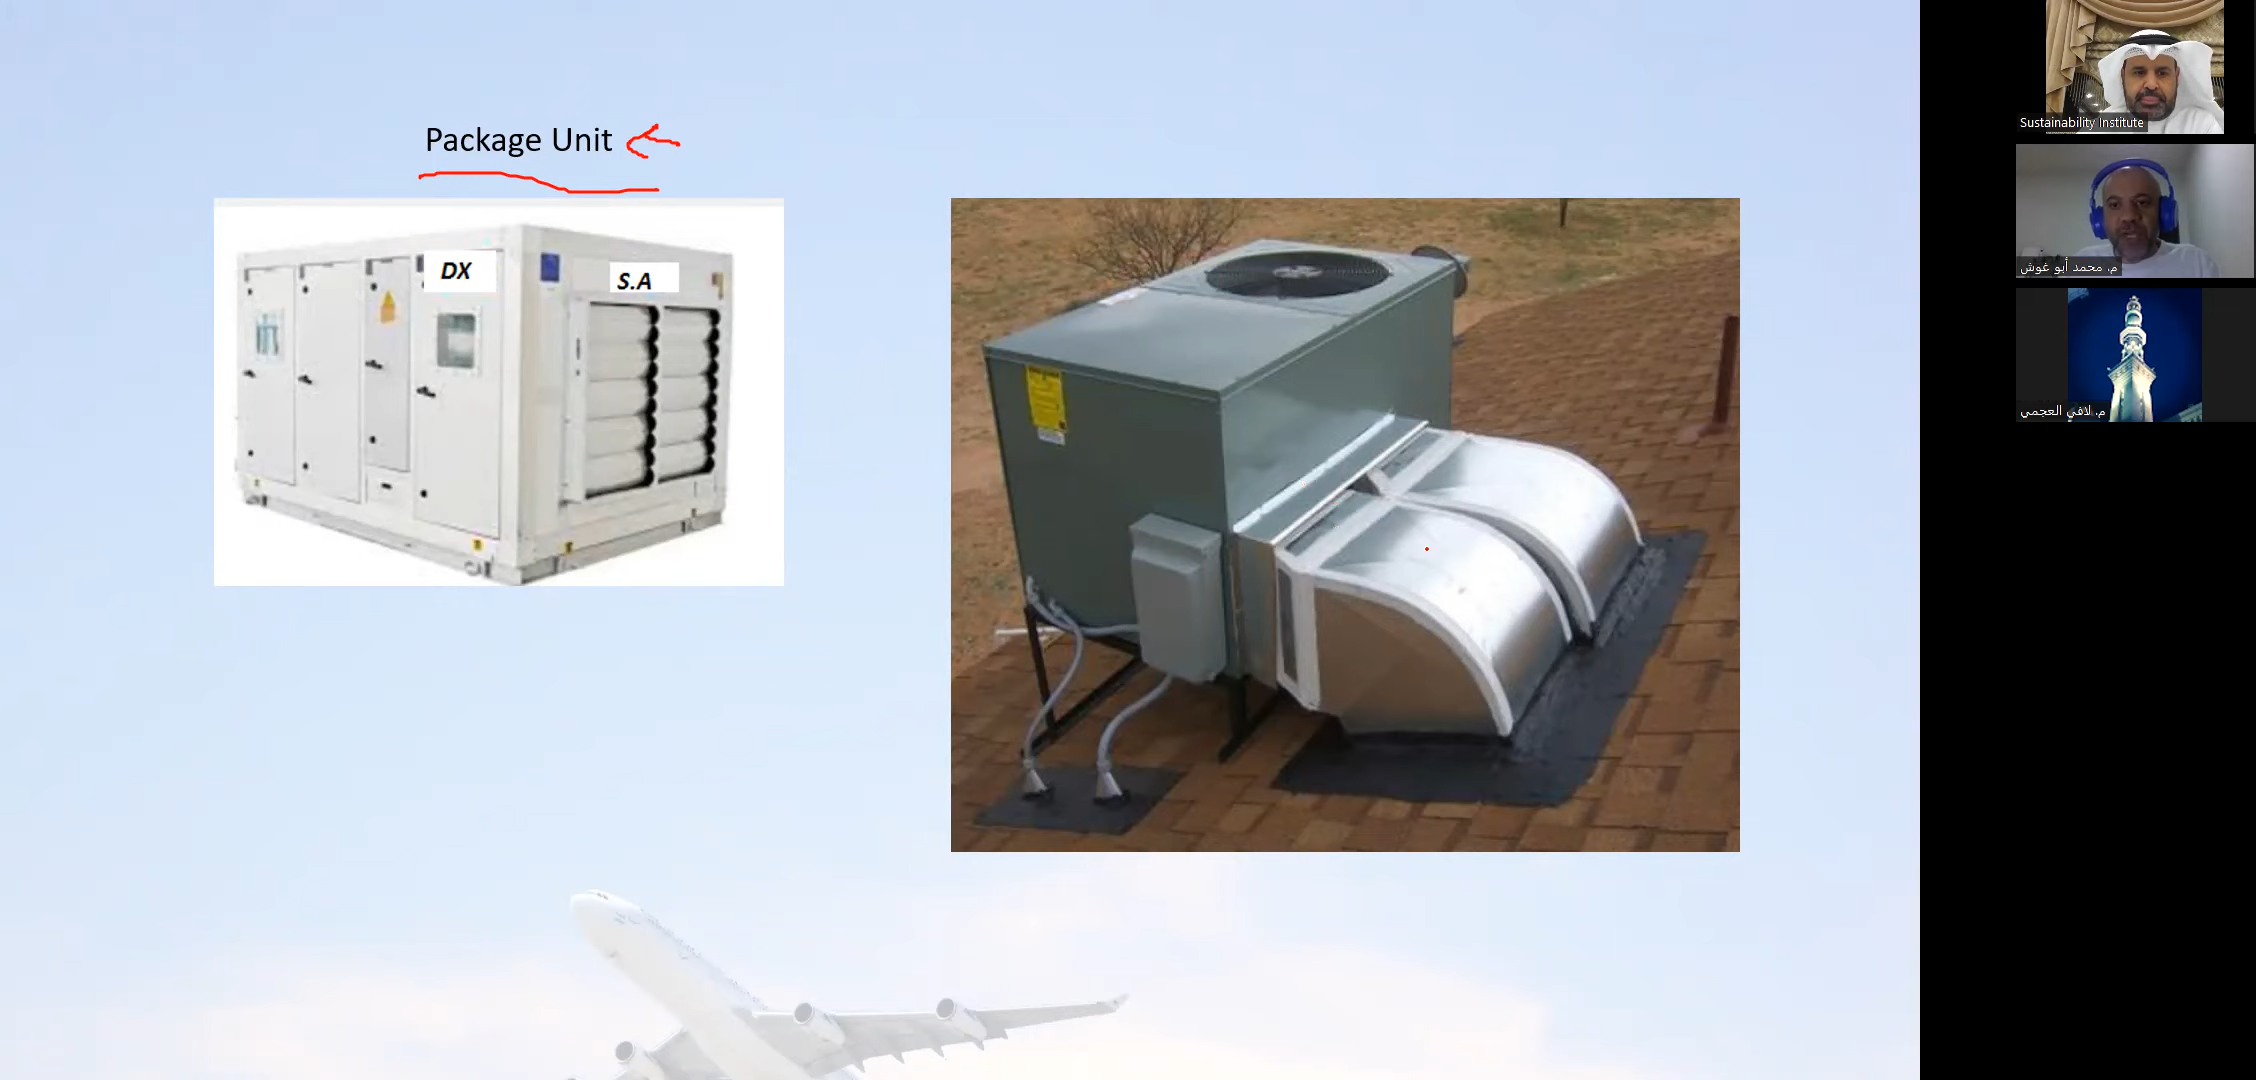 Package Unit
DX
S.A
Sustainability Institute
م. محمد أبو غوش
م. لافي العجمي